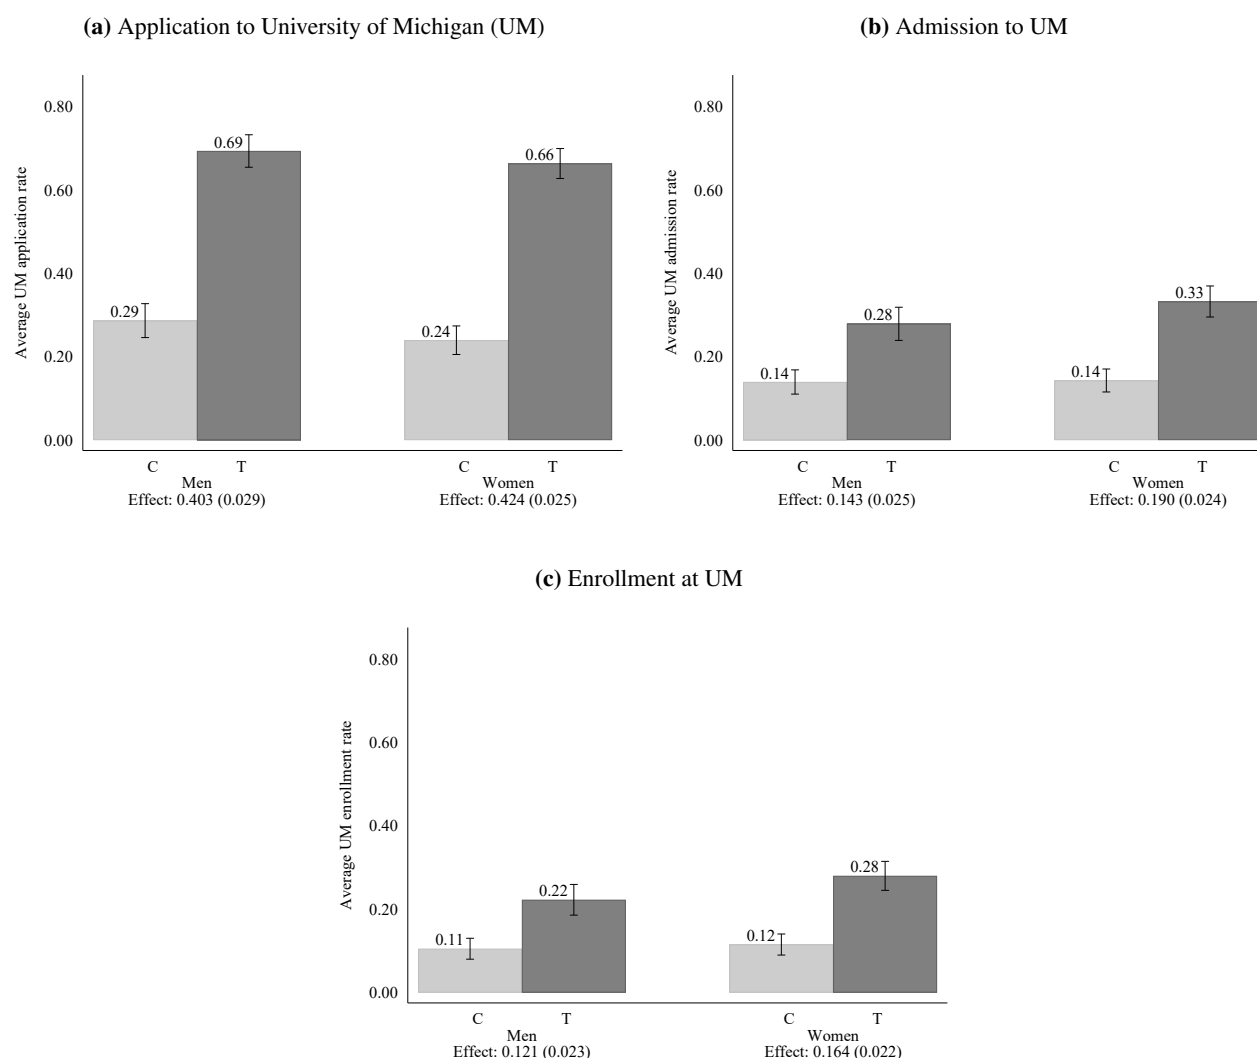 (a) Application to University of Michigan (UM)
Average UM application rate
0.80
0.60
0.40
0.20
0.00
0.29
0.69
0.24
0.66
C T C T
Men Women
Effect: 0.403 (0.029) Effect: 0.424 (0.025)
(b) Admission to UM
Average UM admission rate
0.80
0.60
0.40
0.20
0.00
0.14
0.28
0.14
0.33
C T C T
Men Women
Effect: 0.143 (0.025) Effect: 0.190 (0.024)
(c) Enrollment at UM
Average UM enrollment rate
0.80
0.60
0.40
0.20
0.00
0.11
0.22
0.12
0.28
C T C T
Men Women
Effect: 0.121 (0.023) Effect: 0.164 (0.022)